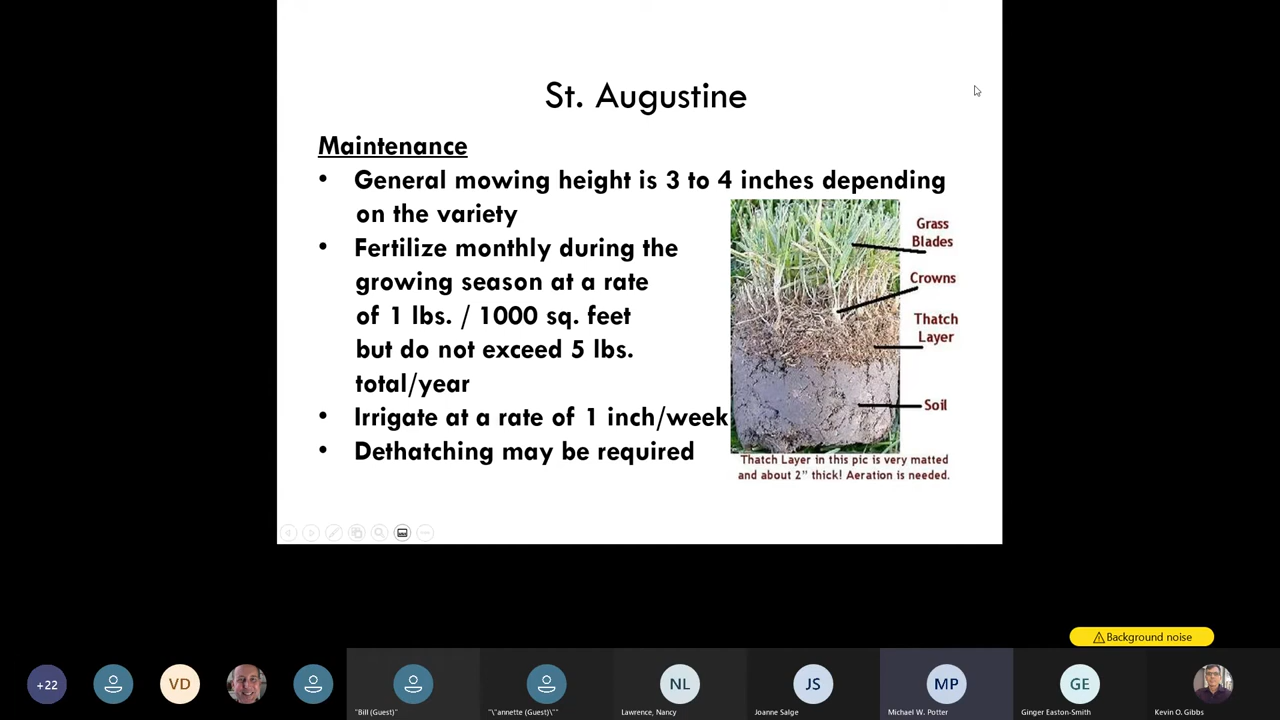 St. Augustine
Maintenance
• General mowing height is 3 to 4 inches depending
on the variety
• Fertilize monthly during the
growing season at a rate
of 1 lbs. / 1000 sq. feet
but do not exceed 5 lbs.
total/year
• Irrigate at a rate of 1 inch/week
• Dethatching may be required
Grass
Blades
Crowns
Thatch
Layer
Soil
Thatch Layer in this pic is very matted
and about 2" thick! Aeration is needed.
Background noise
+22
VD
NL
JS
MP
GE
"Bill (Guest)"
"\"annette (Guest)\""
Lawrence, Nancy
Joanne Salge
Michael W. Potter
Ginger Easton-Smith
Kevin O. Gibbs